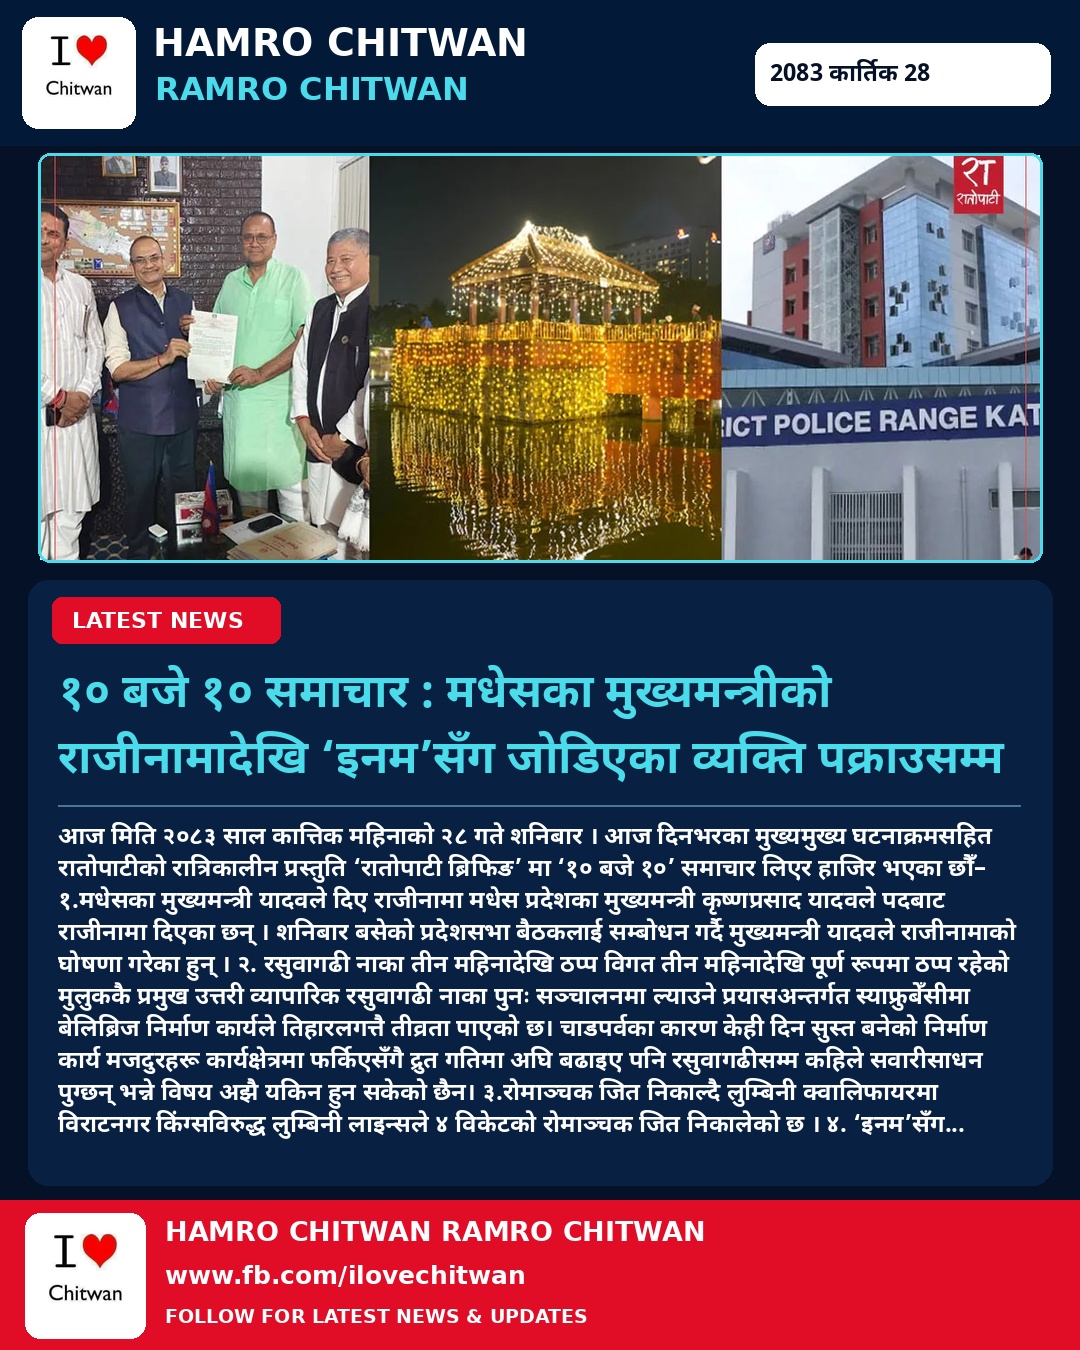 I ❤
Chitwan
HAMRO CHITWAN
RAMRO CHITWAN
2083 कार्तिक 28
रातोपाटी
RICT POLICE RANGE KAT
LATEST NEWS
१० बजे १० समाचार : मधेसका मुख्यमन्त्रीको
राजीनामादेखि ‘इनम’सँग जोडिएका व्यक्ति पक्राउसम्म
आज मिति २०८३ साल कात्तिक महिनाको २८ गते शनिबार । आज दिनभरका मुख्यमुख्य घटनाक्रमसहित
रातोपाटीको रात्रिकालीन प्रस्तुति ‘रातोपाटी ब्रिफिङ’ मा ‘१० बजे १०’ समाचार लिएर हाजिर भएका छौँ–
१.मधेसका मुख्यमन्त्री यादवले दिए राजीनामा मधेस प्रदेशका मुख्यमन्त्री कृष्णप्रसाद यादवले पदबाट
राजीनामा दिएका छन् । शनिबार बसेको प्रदेशसभा बैठकलाई सम्बोधन गर्दै मुख्यमन्त्री यादवले राजीनामाको
घोषणा गरेका हुन् । २. रसुवागढी नाका तीन महिनादेखि ठप्प विगत तीन महिनादेखि पूर्ण रूपमा ठप्प रहेको
मुलुककै प्रमुख उत्तरी व्यापारिक रसुवागढी नाका पुनः सञ्चालनमा ल्याउने प्रयासअन्तर्गत स्याफ्रुबेँसीमा
बेलिब्रिज निर्माण कार्यले तिहारलगत्तै तीव्रता पाएको छ। चाडपर्वका कारण केही दिन सुस्त बनेको निर्माण
कार्य मजदुरहरू कार्यक्षेत्रमा फर्किएसँगै द्रुत गतिमा अघि बढाइए पनि रसुवागढीसम्म कहिले सवारीसाधन
पुग्छन् भन्ने विषय अझै यकिन हुन सकेको छैन। ३.रोमाञ्चक जित निकाल्दै लुम्बिनी क्वालिफायरमा
विराटनगर किंग्सविरुद्ध लुम्बिनी लाइन्सले ४ विकेटको रोमाञ्चक जित निकालेको छ । ४. ‘इनम’सँग...
I ❤
Chitwan
HAMRO CHITWAN RAMRO CHITWAN
www.fb.com/ilovechitwan
FOLLOW FOR LATEST NEWS & UPDATES